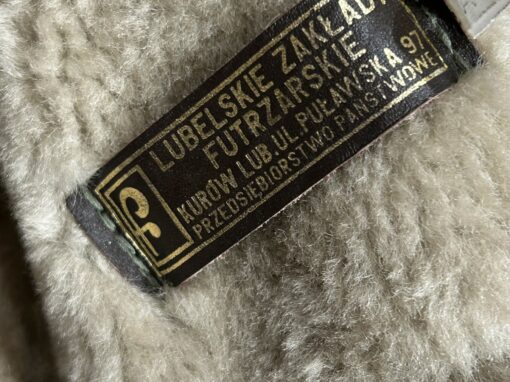 LUBELSKIE ZAKŁADY
FUTRZARSKIE
KURÓW LUB. UL. PUŁAWSKA 97
PRZEDSIĘBIORSTWO PAŃSTWOWE